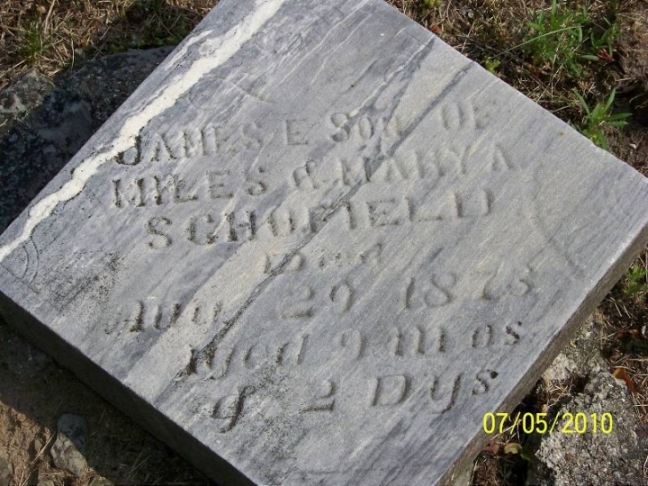 JAMES E SON OF
MILES & MARY A
SCHOFIELD
Died
AUG 29 1875
Aged 9 Mos
& 2 Dys
07/05/2010